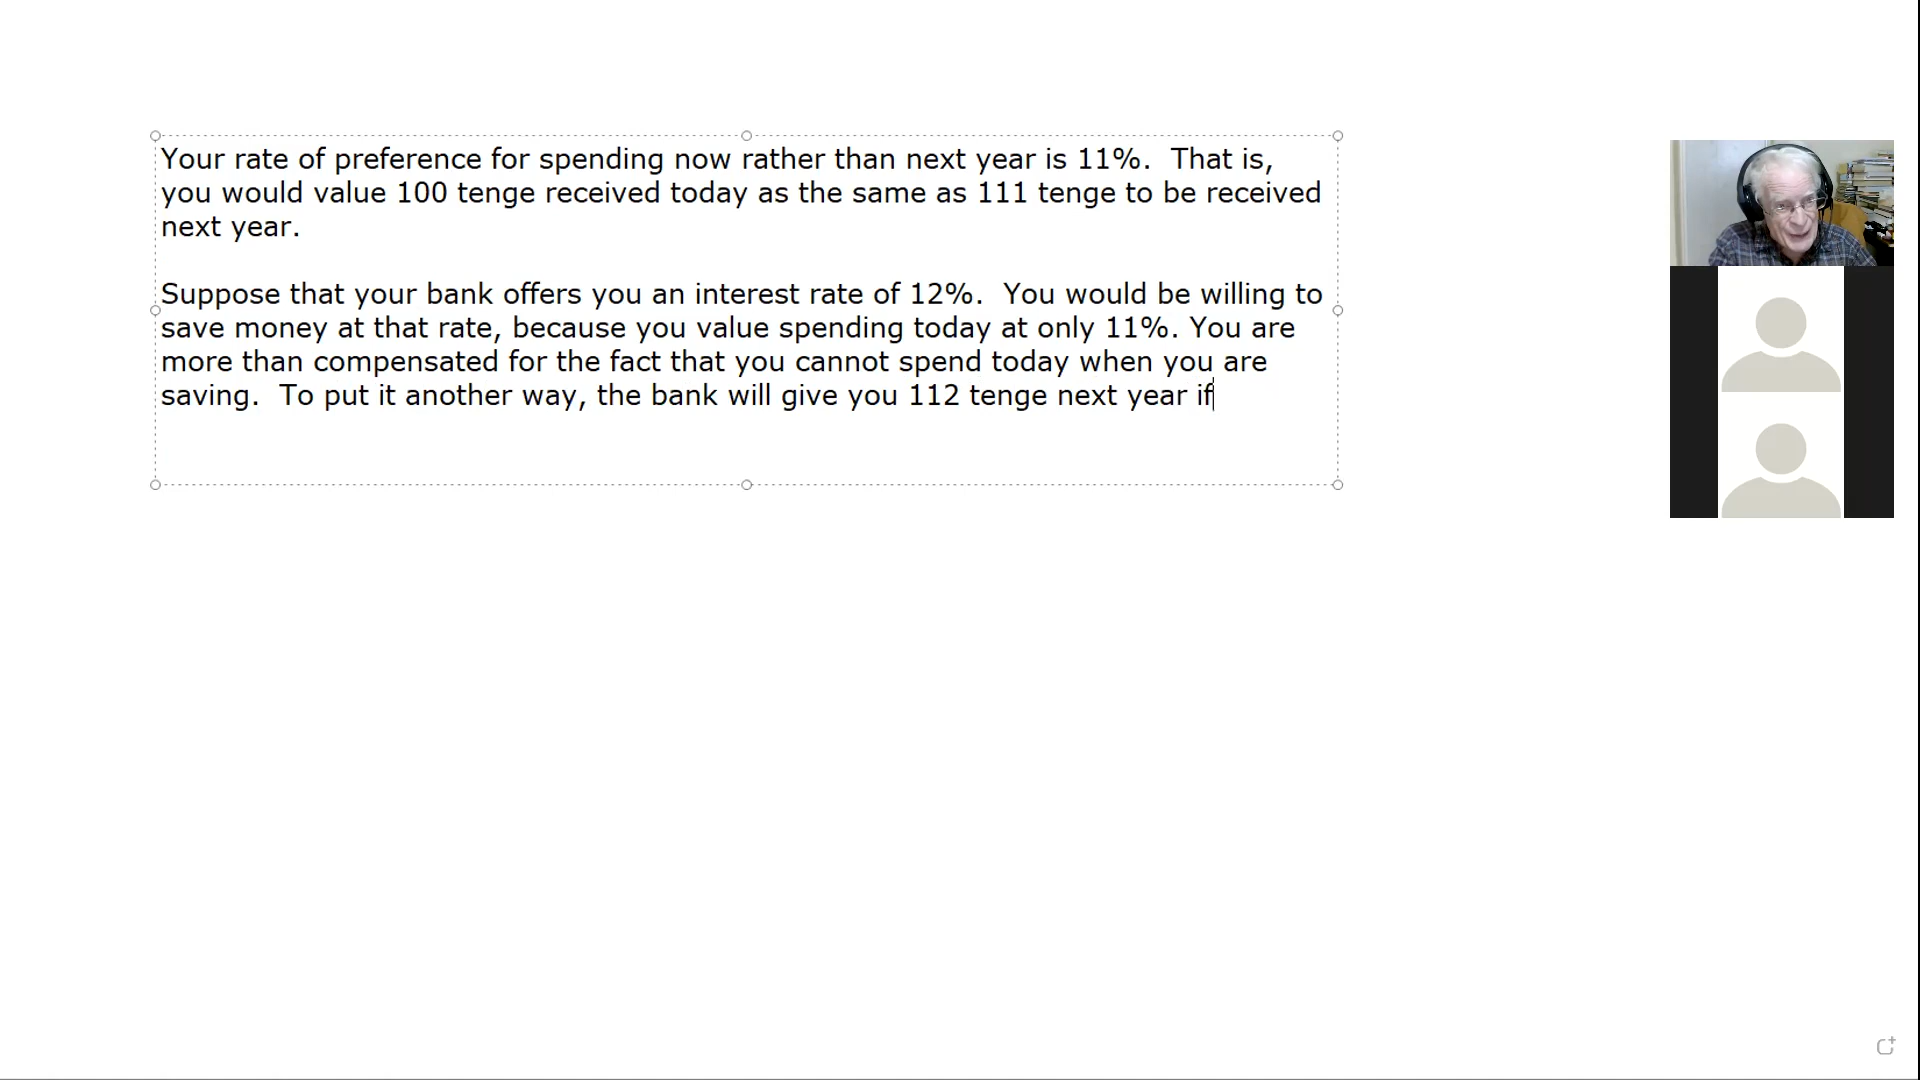 Your rate of preference for spending now rather than next year is 11%.  That is,
you would value 100 tenge received today as the same as 111 tenge to be received
next year.
Suppose that your bank offers you an interest rate of 12%.  You would be willing to
save money at that rate, because you value spending today at only 11%. You are
more than compensated for the fact that you cannot spend today when you are
saving.  To put it another way, the bank will give you 112 tenge next year if